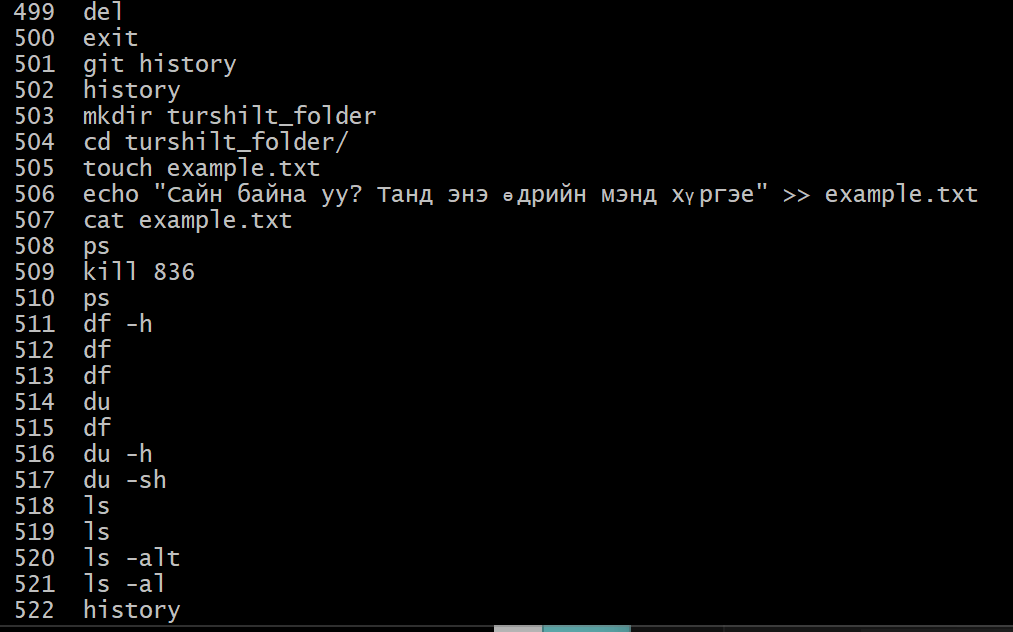 499 del
500 exit
501 git history
502 history
503 mkdir turshilt_folder
504 cd turshilt_folder/
505 touch example.txt
506 echo "Сайн байна уу? Танд энэ өдрийн мэнд хүргэе" >> example.txt
507 cat example.txt
508 ps
509 kill 836
510 ps
511 df -h
512 df
513 df
514 du
515 df
516 du -h
517 du -sh
518 ls
519 ls
520 ls -alt
521 ls -al
522 history